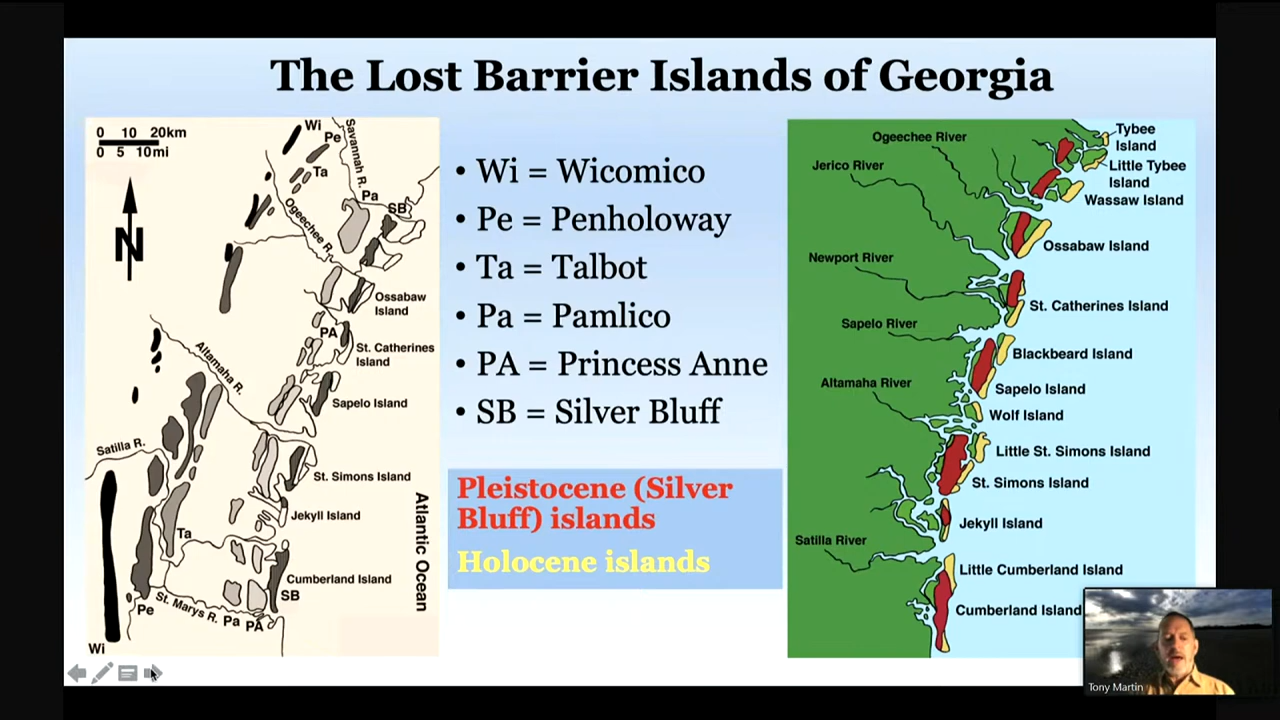 The Lost Barrier Islands of Georgia
0 10 20km
0 5 10mi
N
Wi
Pe
Ta
Savannah R.
Pa
SB
Ogeechee R.
Ossabaw
Island
PA
St. Catherines
Island
Altamaha R.
Sapelo Island
Satilla R.
St. Simons Island
Jekyll Island
Ta
Cumberland Island
SB
Atlantic Ocean
Pe
St. Marys R.
Pa
PA
Wi
• Wi = Wicomico
• Pe = Penholoway
• Ta = Talbot
• Pa = Pamlico
• PA = Princess Anne
• SB = Silver Bluff
Pleistocene (Silver
Bluff) islands
Holocene islands
Ogeechee River
Jerico River
Newport River
Sapelo River
Altamaha River
Satilla River
Tybee
Island
Little Tybee
Island
Wassaw Island
Ossabaw Island
St. Catherines Island
Blackbeard Island
Sapelo Island
Wolf Island
Little St. Simons Island
St. Simons Island
Jekyll Island
Little Cumberland Island
Cumberland Island
Tony Martin